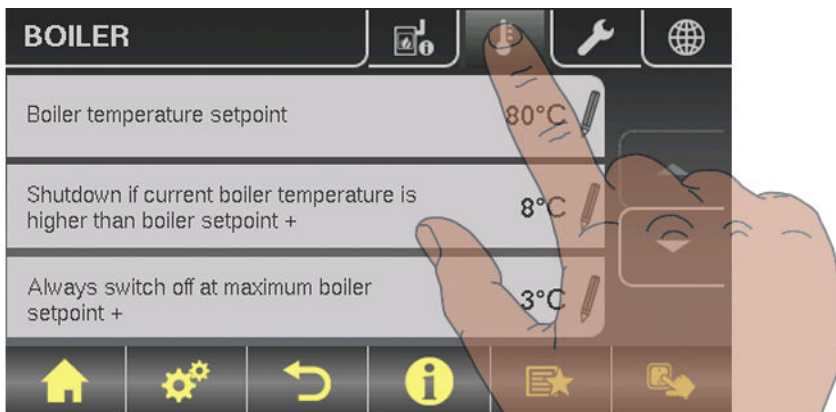 BOILER
Boiler temperature setpoint
80°C
Shutdown if current boiler temperature is
higher than boiler setpoint +
8°C
Always switch off at maximum boiler
setpoint +
3°C